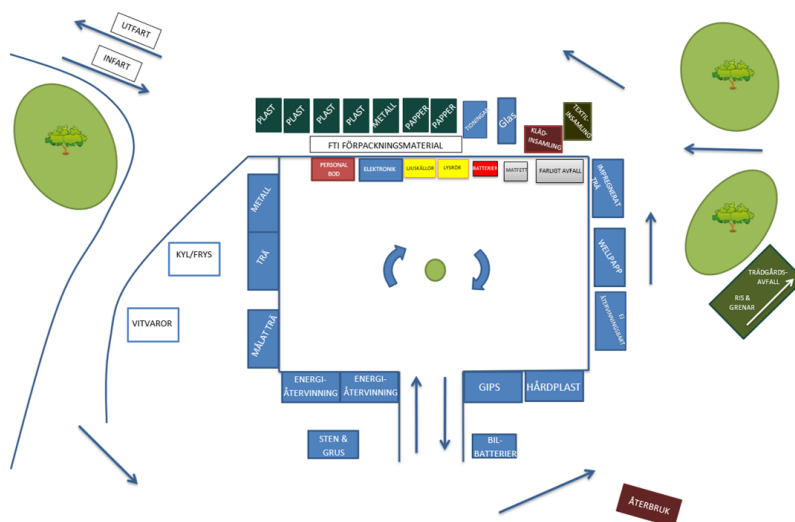 UTFART
INFART
PLAST
PLAST
PLAST
PLAST
METALL
PAPPER
PAPPER
TIDNINGAR
Glas
KLÄD-
INSAMLING
TEXTIL-
INSAMLING
FTI FÖRPACKNINGSMATERIAL
PERSONAL
BOD
ELEKTRONIK
LJUSKÄLLOR
LYSRÖR
BATTERIER
MATFETT
FARLIGT AVFALL
IMPREGNERAT
TRÄ
METALL
TRÄ
MÅLAT TRÄ
KYL/FRYS
VITVAROR
WELLPAPP
EJ
ÅTERVINNINGSBART
TRÄDGÅRDS-
AVFALL
RIS &
GRENAR
ENERGI-
ÅTERVINNING
ENERGI-
ÅTERVINNING
GIPS
HÅRDPLAST
STEN &
GRUS
BIL-
BATTERIER
ÅTERBRUK